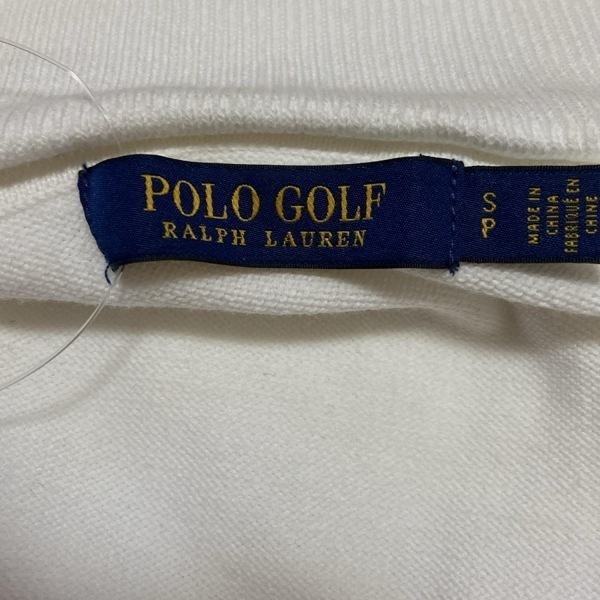 POLO GOLF
RALPH LAUREN
S
P
MADE IN
CHINA
FABRIQUÉ EN
CHINE